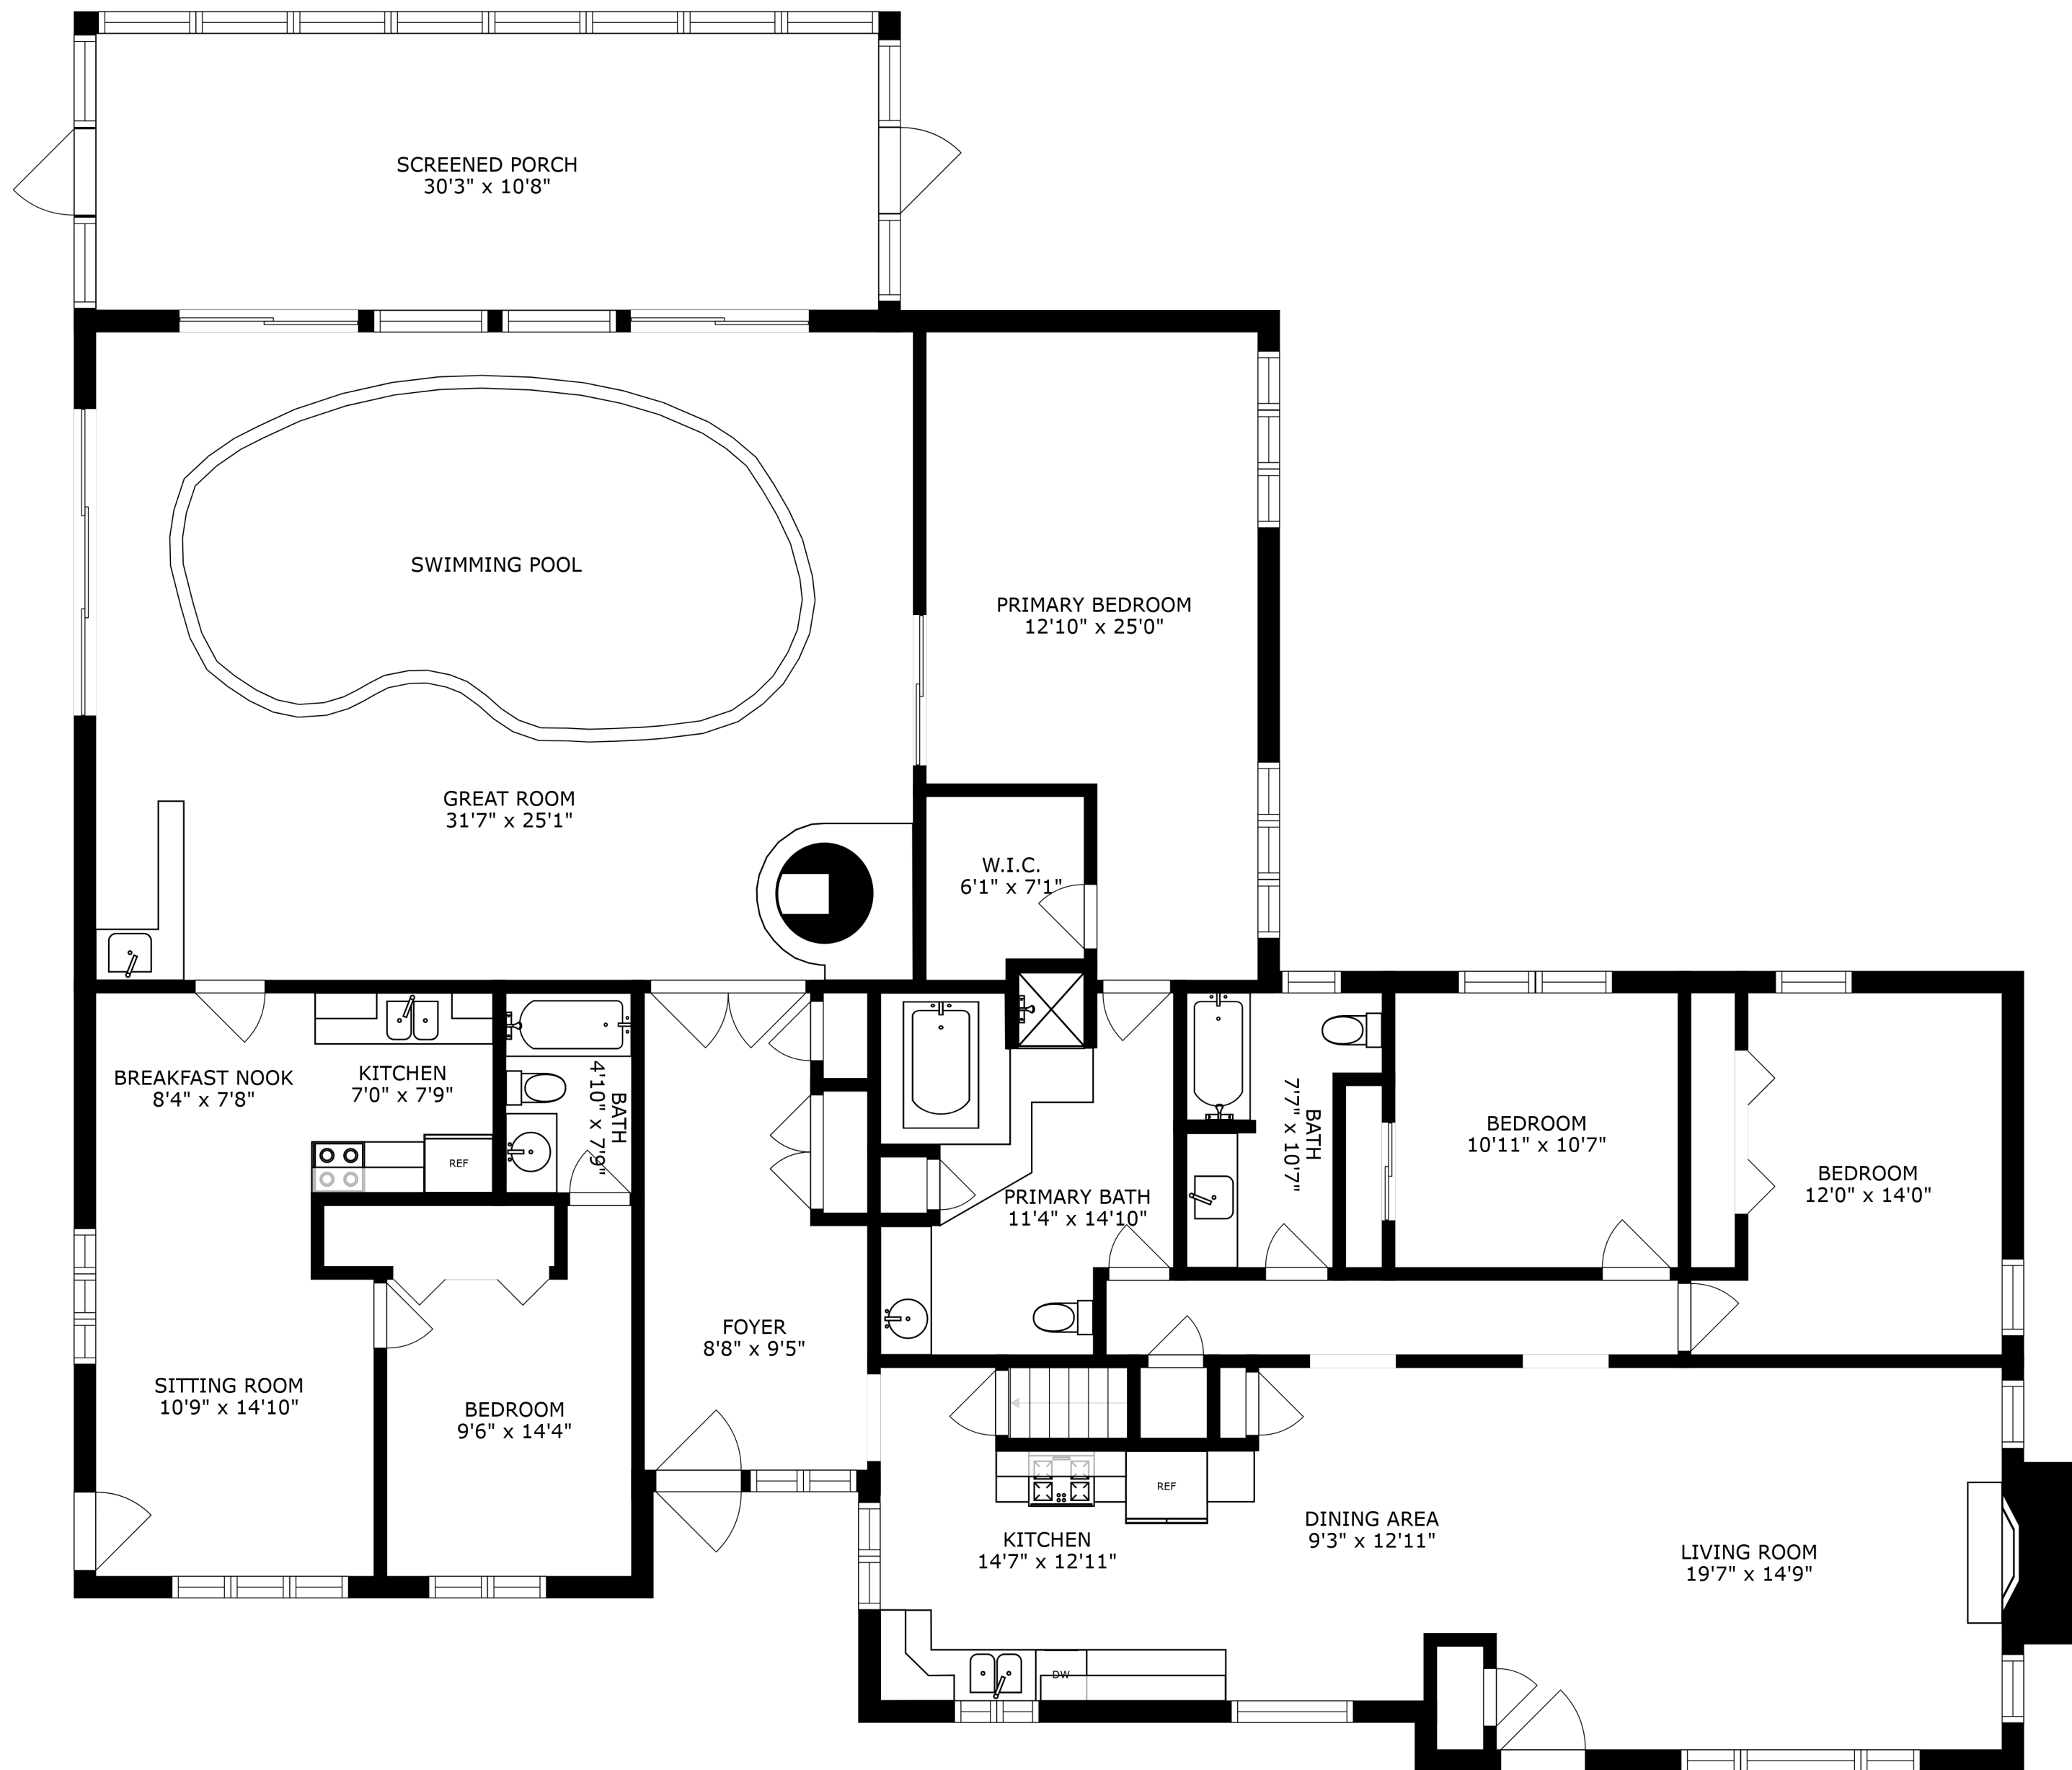 SCREENED PORCH
30'3" x 10'8"
SWIMMING POOL
PRIMARY BEDROOM
12'10" x 25'0"
GREAT ROOM
31'7" x 25'1"
W.I.C.
6'1" x 7'1"
BREAKFAST NOOK
8'4" x 7'8"
KITCHEN
7'0" x 7'9"
REF
BATH
4'10" x 7'9"
PRIMARY BATH
11'4" x 14'10"
BATH
7'7" x 10'7"
BEDROOM
10'11" x 10'7"
BEDROOM
12'0" x 14'0"
FOYER
8'8" x 9'5"
SITTING ROOM
10'9" x 14'10"
BEDROOM
9'6" x 14'4"
REF
KITCHEN
14'7" x 12'11"
DINING AREA
9'3" x 12'11"
LIVING ROOM
19'7" x 14'9"
DW